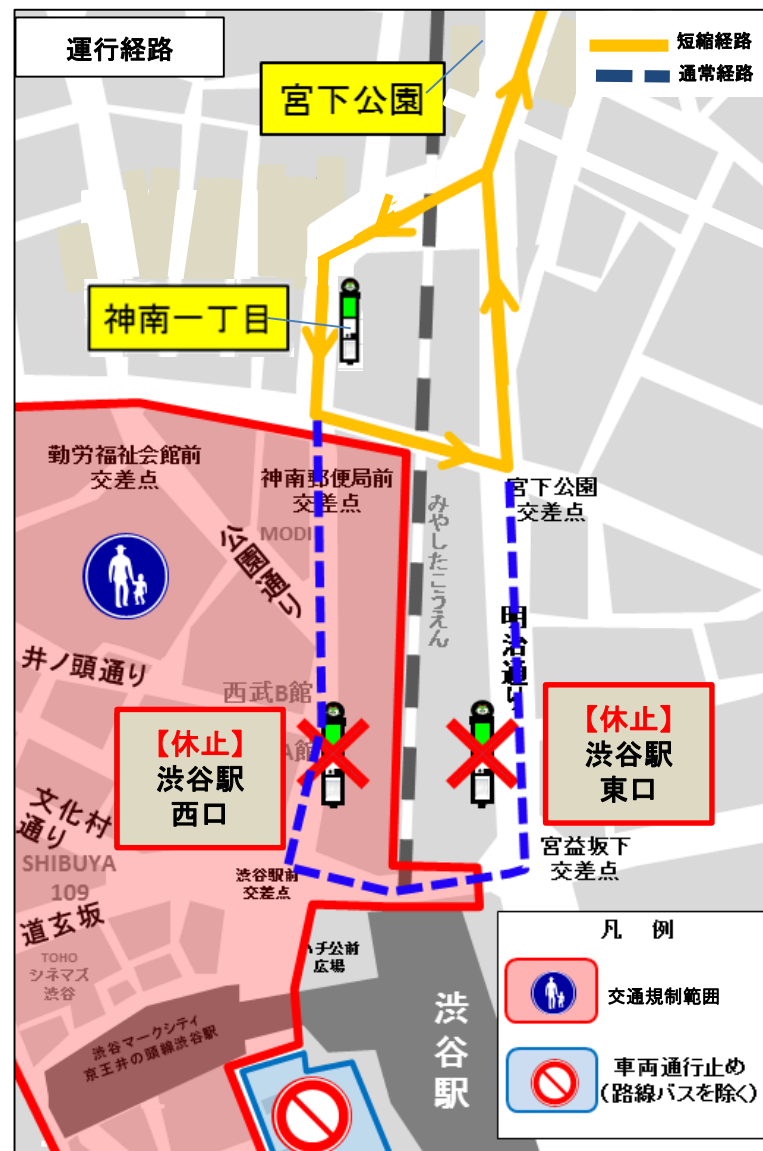 運行経路
短縮経路
通常経路
宮下公園
神南一丁目
勤労福祉会館前
交差点
神南郵便局前
交差点
MODI
公園通り
みやしたこうえん
宮下公園
交差点
明治通り
井ノ頭通り
西武B館
A館
【休止】
渋谷駅
西口
【休止】
渋谷駅
東口
文化村
通り
SHIBUYA
109
道玄坂
渋谷駅前
交差点
宮益坂下
交差点
TOHO
シネマズ
渋谷
ハチ公前
広場
渋谷マークシティ
京王井の頭線渋谷駅
渋谷駅
凡 例
交通規制範囲
車両通行止め
(路線バスを除く)